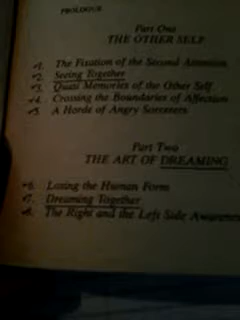 PROLOGUE
Part One
THE OTHER SELF
1. The Fixation of the Second Attention
2. Seeing Together
3. Quasi Memories of the Other Self
4. Crossing the Boundaries of Affection
5. A Horde of Angry Sorcerers
Part Two
THE ART OF DREAMING
6. Losing the Human Form
7. Dreaming Together
8. The Right and the Left Side Awareness